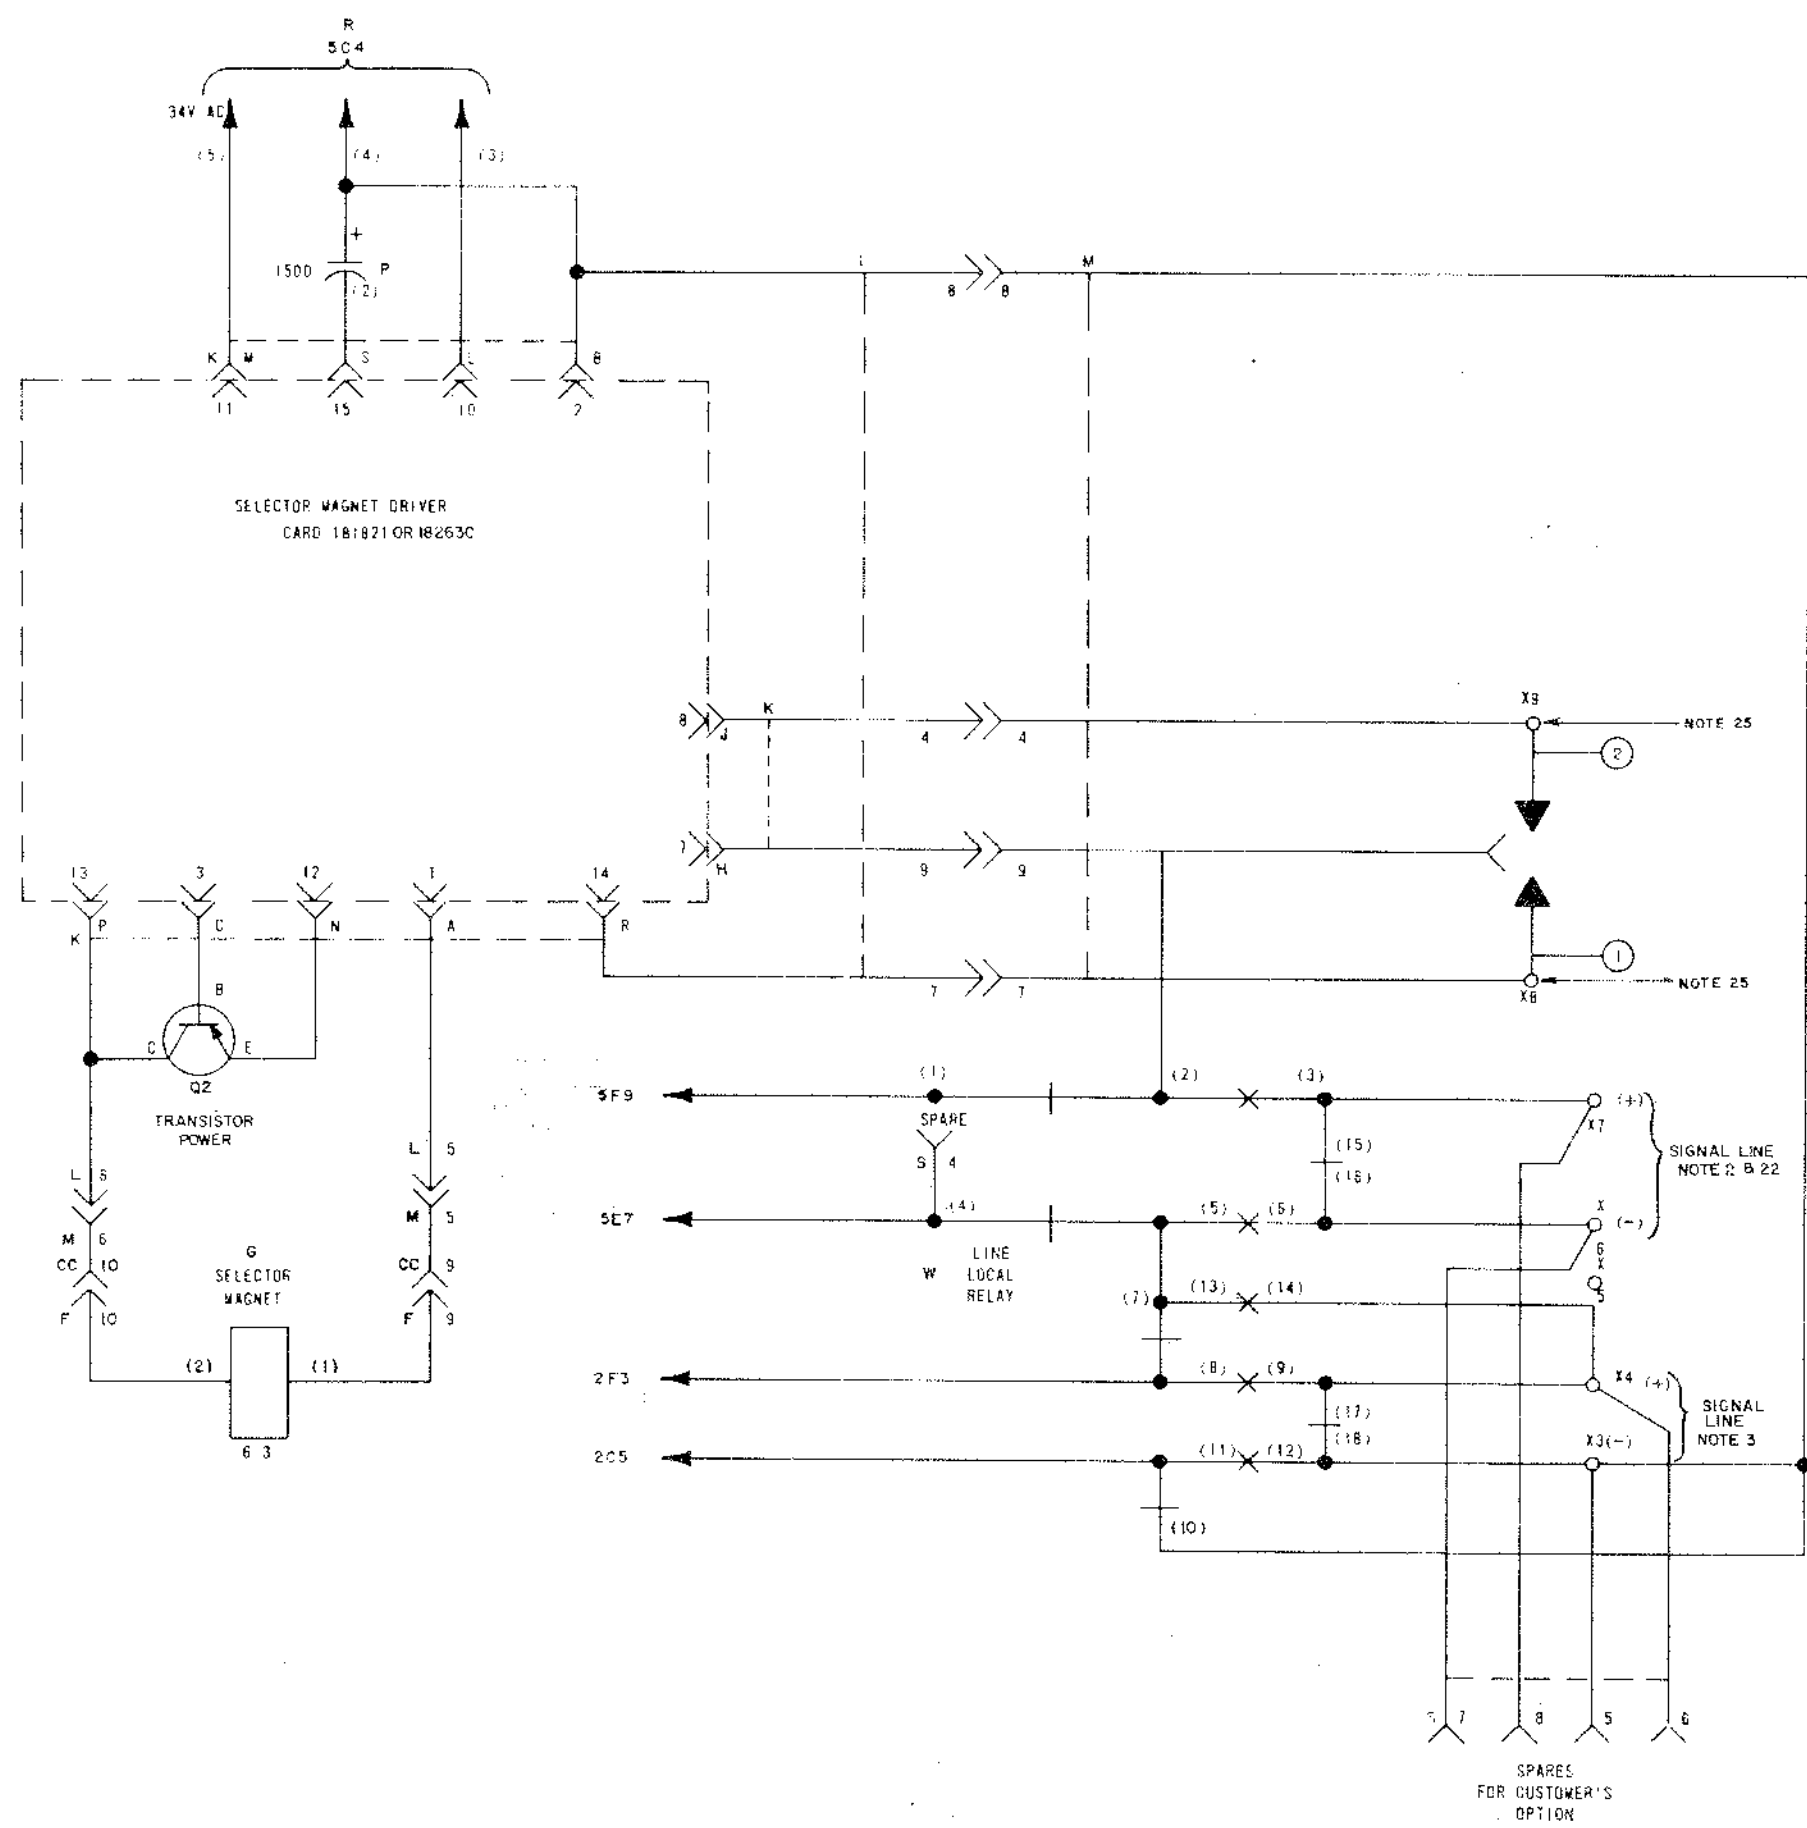 R
5C4
34V AC
(5) (4) (3)
+
1500 P
(2)
M
8 8
K M S L B
11 15 10 2
SELECTOR MAGNET DRIVER
CARD 181821 OR 182630
X9
8 K
J 4 4
NOTE 25
2
7
H 9 9
13 3 12 1 14
P C N A R
K
1
7 7
X8
NOTE 25
B
C E
Q2
TRANSISTOR
POWER
5F9
(1) (2) (3)
(+)
X7
SPARE
S 4
(15)
(16)
SIGNAL LINE
NOTE 2 & 22
L 6
L 5
M 6
M 5
5E7
(4) (5) (6)
X
6
(-)
W
LINE
LOCAL
RELAY
X
5
CC 10
CC 9
G
SELECTOR
MAGNET
(7) (13) (14)
F 10
F 9
(2) (1)
6 3
2F3
(8) (9)
X4 (+)
(17)
(18)
SIGNAL
LINE
NOTE 3
2C5
(11) (12)
X3(-)
(10)
S 7 8 5 6
SPARES
FOR CUSTOMER'S
OPTION